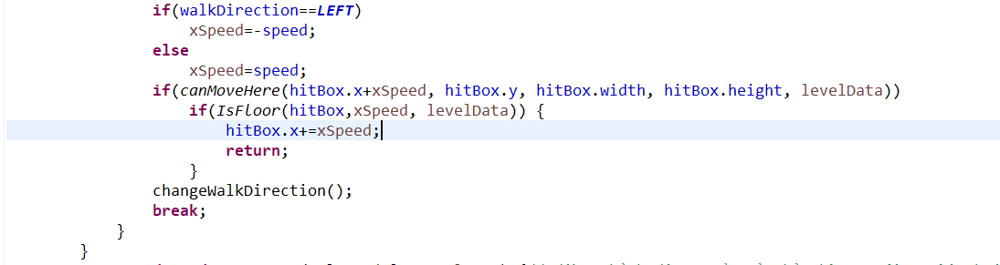 if(walkDirection==LEFT)
xSpeed=-speed;
else
xSpeed=speed;
if(canMoveHere(hitBox.x+xSpeed, hitBox.y, hitBox.width, hitBox.height, levelData))
if(IsFloor(hitBox,xSpeed, levelData)) {
hitBox.x+=xSpeed;
return;
}
changeWalkDirection();
break;
}
}